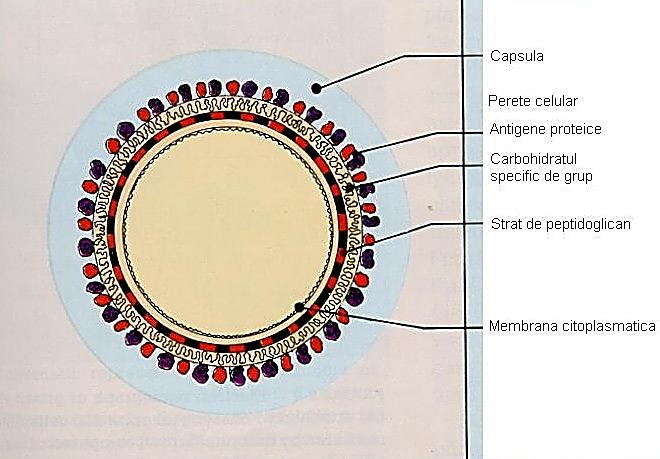 Capsula
Perete celular
Antigene proteice
Carbohidratul
specific de grup
Strat de peptidoglican
Membrana citoplasmatica